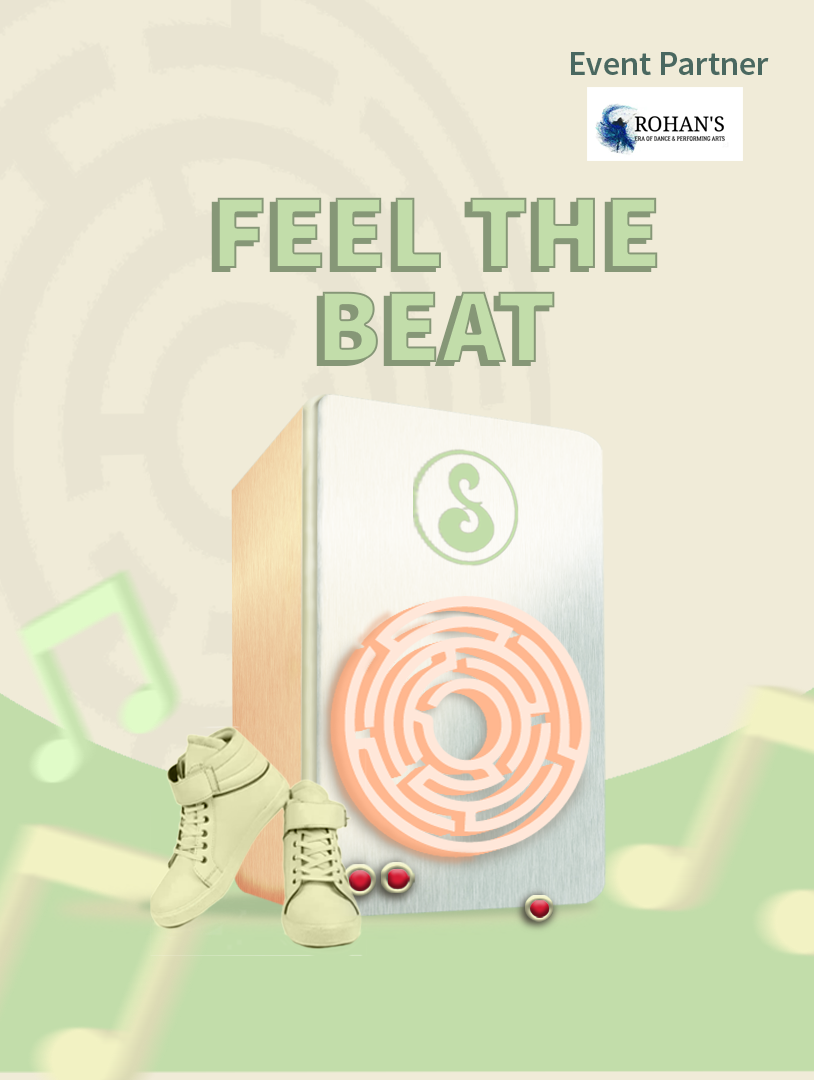 Event Partner
ROHAN'S
ERA OF DANCE & PERFORMING ARTS
FEEL THE
BEAT
S